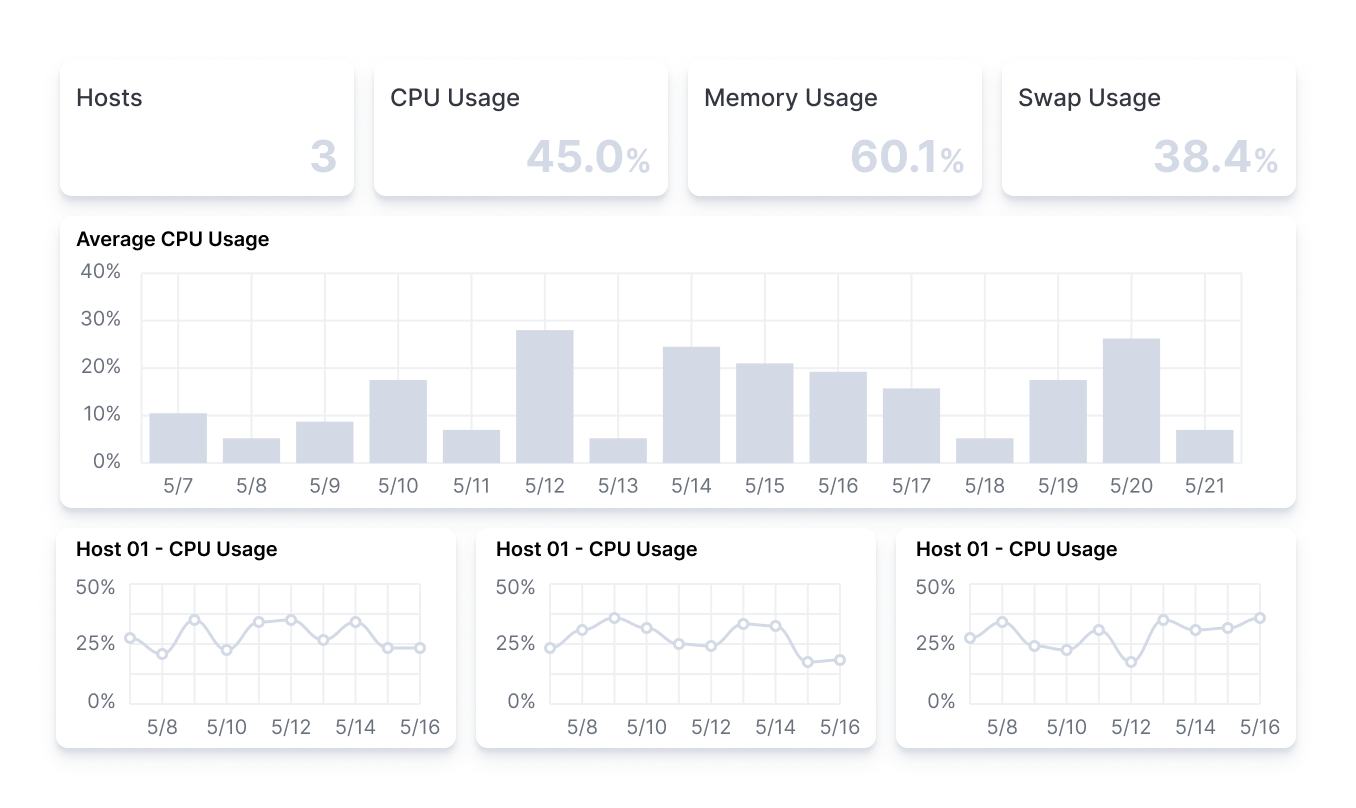 Hosts
3
CPU Usage
45.0%
Memory Usage
60.1%
Swap Usage
38.4%
Average CPU Usage
40%
30%
20%
10%
0%
5/7 5/8 5/9 5/10 5/11 5/12 5/13 5/14 5/15 5/16 5/17 5/18 5/19 5/20 5/21
Host 01 - CPU Usage
50%
25%
0%
5/8 5/10 5/12 5/14 5/16
Host 01 - CPU Usage
50%
25%
0%
5/8 5/10 5/12 5/14 5/16
Host 01 - CPU Usage
50%
25%
0%
5/8 5/10 5/12 5/14 5/16